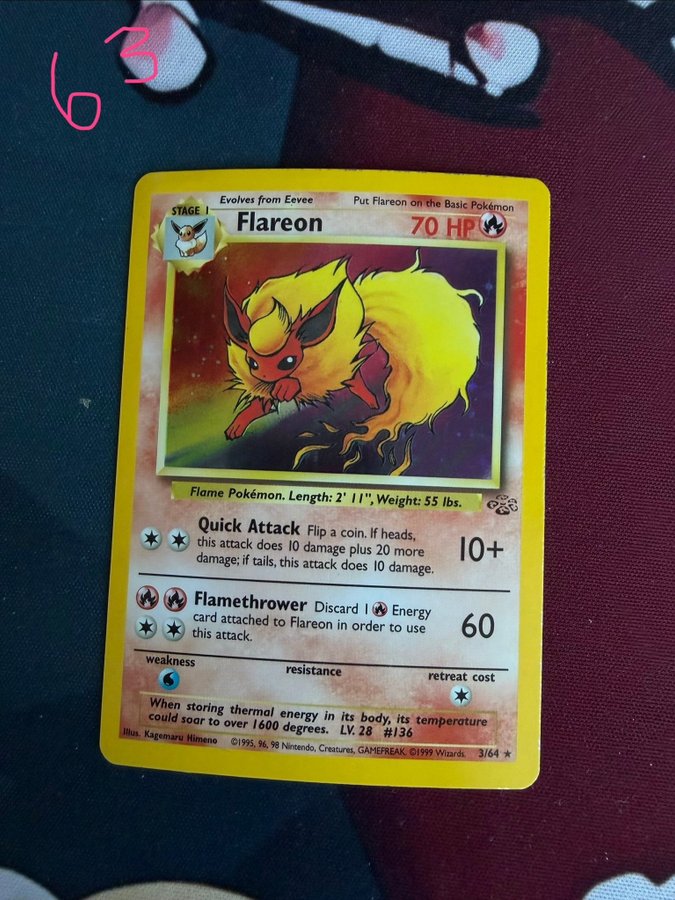 63
Evolves from Eevee
Put Flareon on the Basic Pokémon
STAGE 1
Flareon
70 HP
Flame Pokémon. Length: 2' 11", Weight: 55 lbs.
Quick Attack Flip a coin. If heads,
this attack does 10 damage plus 20 more
damage; if tails, this attack does 10 damage.
10+
Flamethrower Discard 1 Energy
card attached to Flareon in order to use
this attack.
60
weakness
resistance
retreat cost
When storing thermal energy in its body, its temperature
could soar to over 1600 degrees. LV. 28 #136
Illus. Kagemaru Himeno
©1995, 96, 98 Nintendo, Creatures, GAMEFREAK. ©1999 Wizards.
3/64 ★